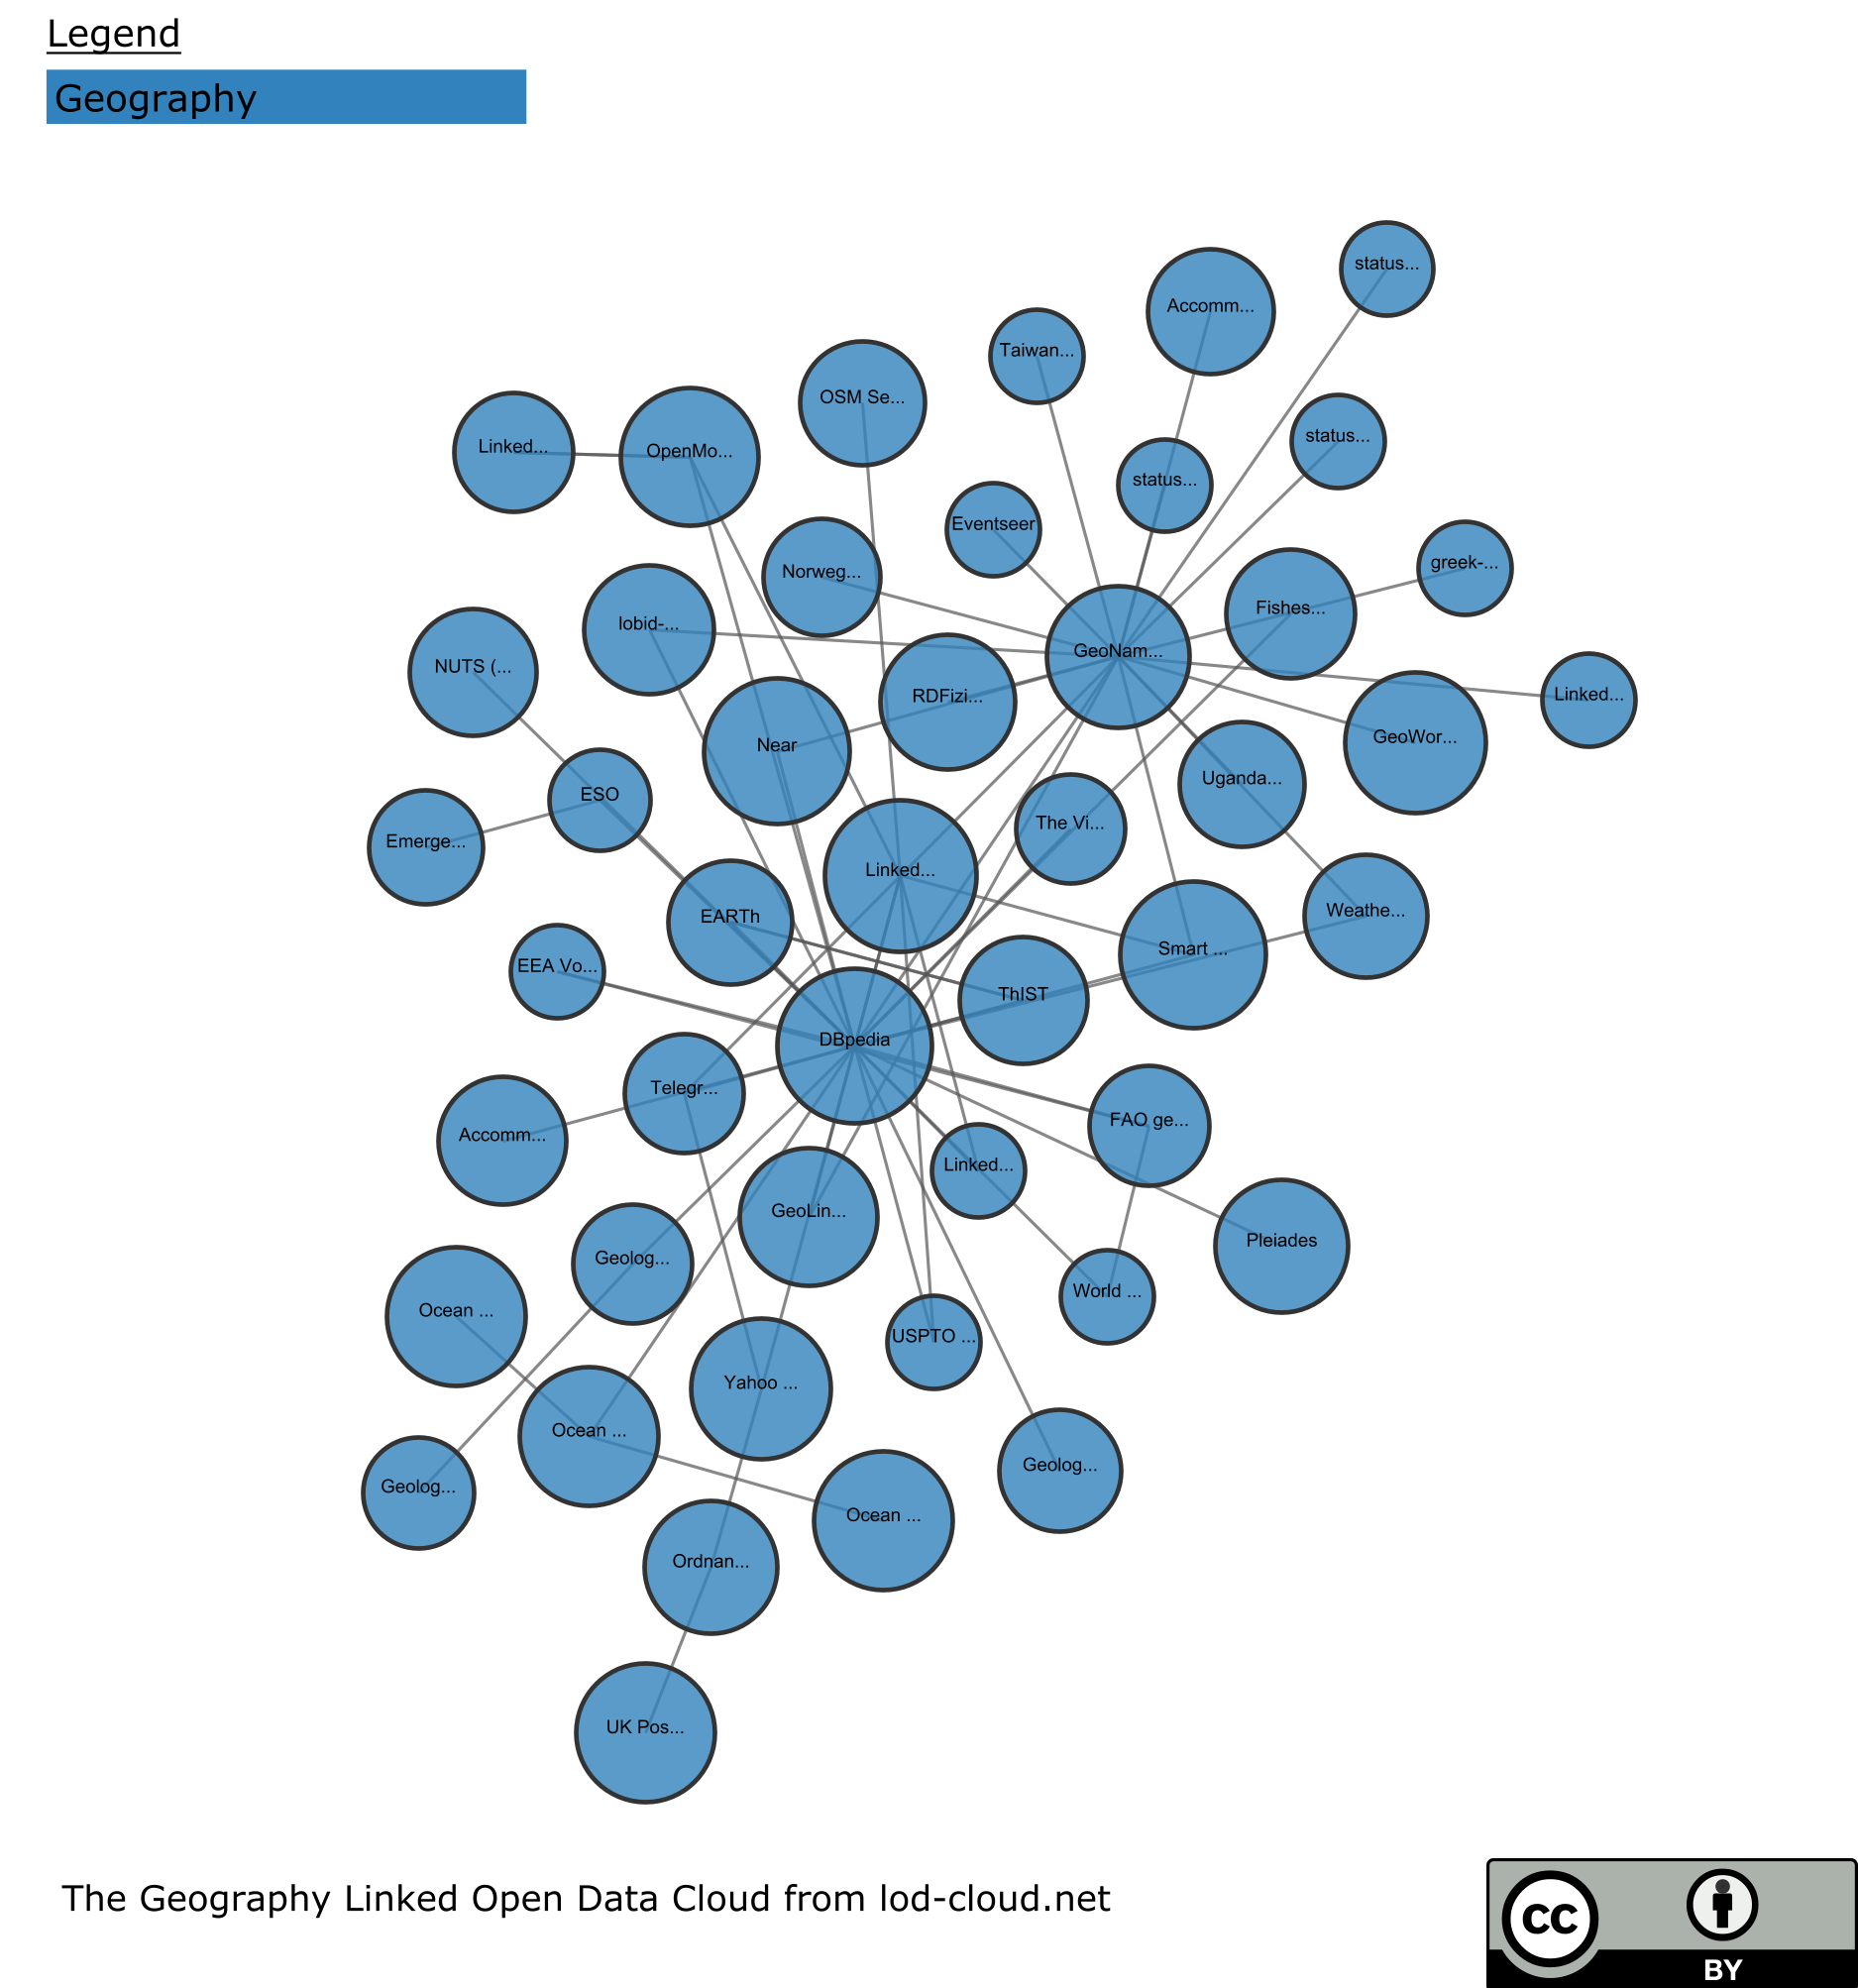 Legend
Geography
status...
Accomm...
Taiwan...
OSM Se...
status...
Linked...
OpenMo...
status...
Eventseer
greek-...
Norweg...
Fishes...
lobid-...
GeoNam...
NUTS (...
RDFizi...
Linked...
Near
GeoWor...
Uganda...
ESO
The Vi...
Emerge...
Linked...
EARTh
Weathe...
Smart ...
EEA Vo...
ThIST
DBpedia
Telegr...
FAO ge...
Accomm...
Linked...
GeoLin...
Pleiades
Geolog...
World ...
Ocean ...
USPTO ...
Yahoo ...
Ocean ...
Geolog...
Geolog...
Ocean ...
Ordnan...
UK Pos...
The Geography Linked Open Data Cloud from lod-cloud.net
cc
BY